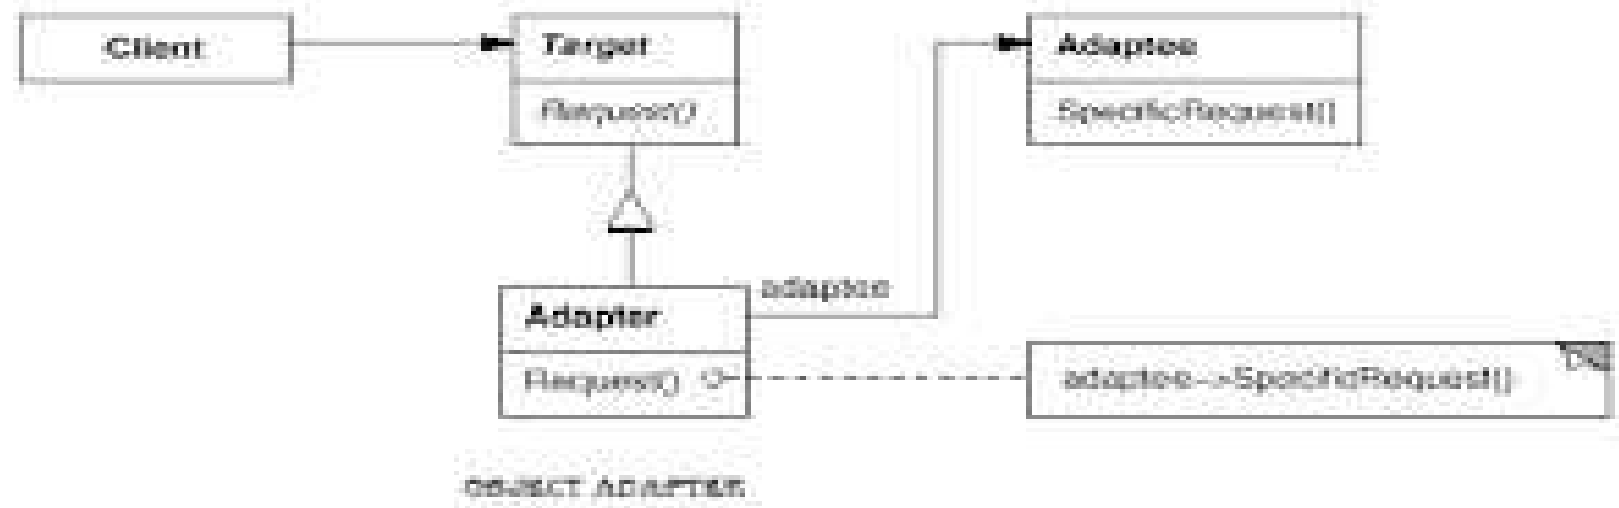 Client
Target
Request()
Adaptee
SpecificRequest()
Adapter
Request()
adaptee
adaptee->SpecificRequest()
OBJECT ADAPTER